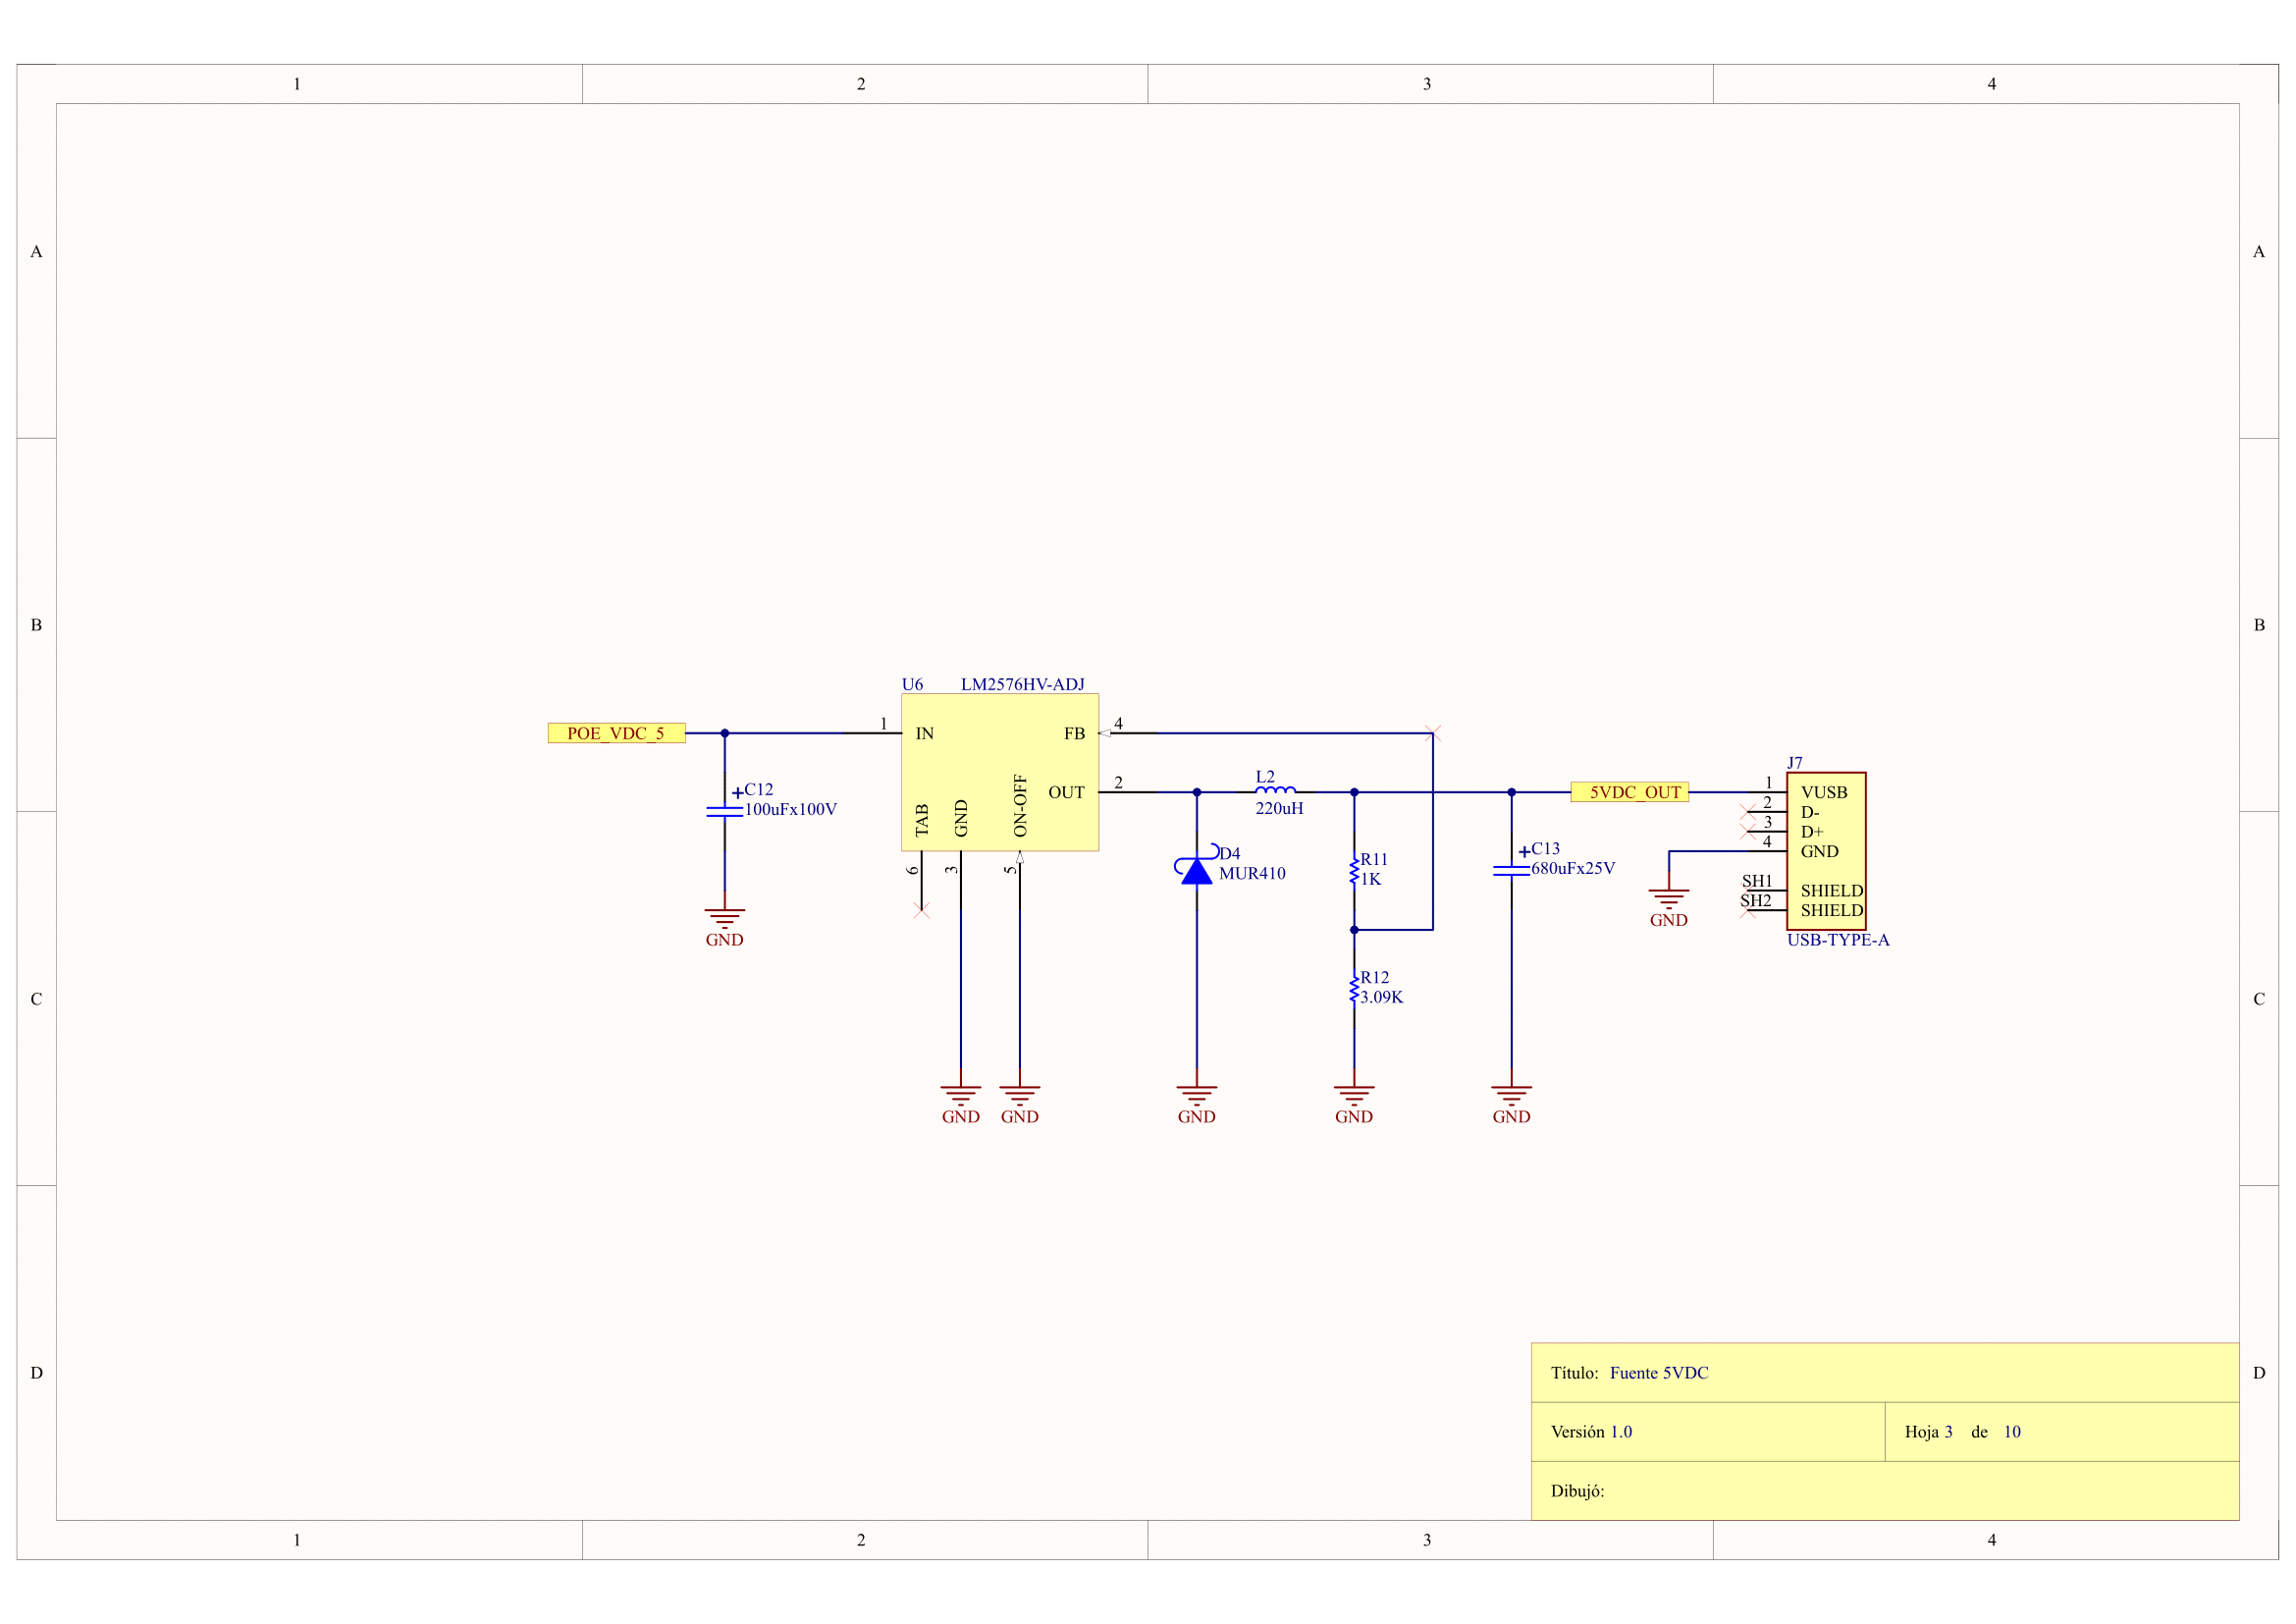 1 2 3 4
A A
B B
U6 LM2576HV-ADJ
POE_VDC_5 1 IN FB 4
J7
L2
C12
100uFx100V
OUT 2
220uH
5VDC_OUT
1 VUSB
2 D-
3 D+
4 GND
TAB GND ON-OFF
6 3 5
D4
MUR410
R11
1K
C13
680uFx25V
SH1 SHIELD
SH2 SHIELD
GND
GND
USB-TYPE-A
R12
3.09K
C C
GND GND GND GND GND
D D
Título: Fuente 5VDC
Versión 1.0 Hoja 3 de 10
Dibujó:
1 2 3 4